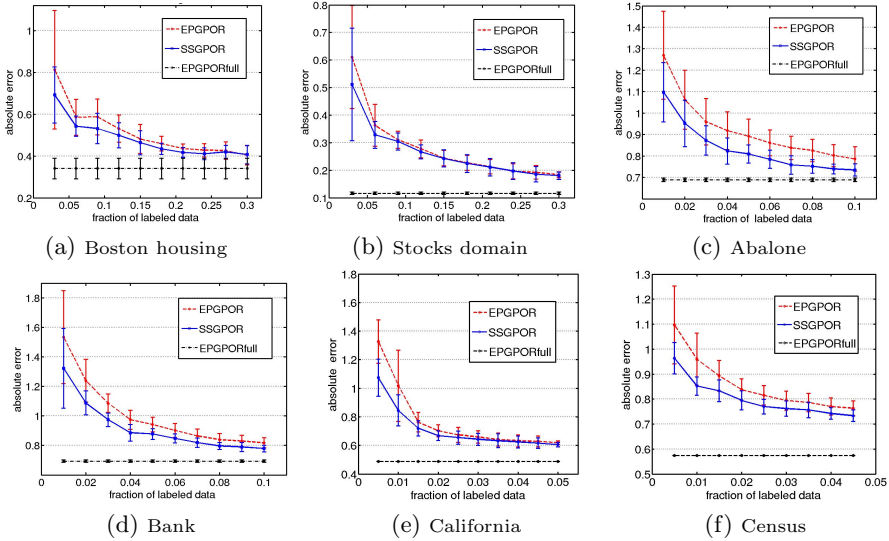 1
0.8
0.6
0.4
0.2
0 0.05 0.1 0.15 0.2 0.25 0.3
absolute error
fraction of labeled data
EPGPOR
SSGPOR
EPGPORfull
(a) Boston housing
0.8
0.7
0.6
0.5
0.4
0.3
0.2
0.1
0 0.05 0.1 0.15 0.2 0.25 0.3
absolute error
fraction of labeled data
EPGPOR
SSGPOR
EPGPORfull
(b) Stocks domain
1.5
1.4
1.3
1.2
1.1
1
0.9
0.8
0.7
0 0.02 0.04 0.06 0.08 0.1
absolute error
fraction of labeled data
EPGPOR
SSGPOR
EPGPORfull
(c) Abalone
1.8
1.6
1.4
1.2
1
0.8
0 0.02 0.04 0.06 0.08 0.1
absolute error
fraction of labeled data
EPGPOR
SSGPOR
EPGPORfull
(d) Bank
1.8
1.6
1.4
1.2
1
0.8
0.6
0.4
0 0.01 0.02 0.03 0.04 0.05
absolute error
fraction of labeled data
EPGPOR
SSGPOR
EPGPORfull
(e) California
1.3
1.2
1.1
1
0.9
0.8
0.7
0.6
0.5
0 0.01 0.02 0.03 0.04 0.05
absolute error
fraction of labeled data
EPGPOR
SSGPOR
EPGPORfull
(f) Census